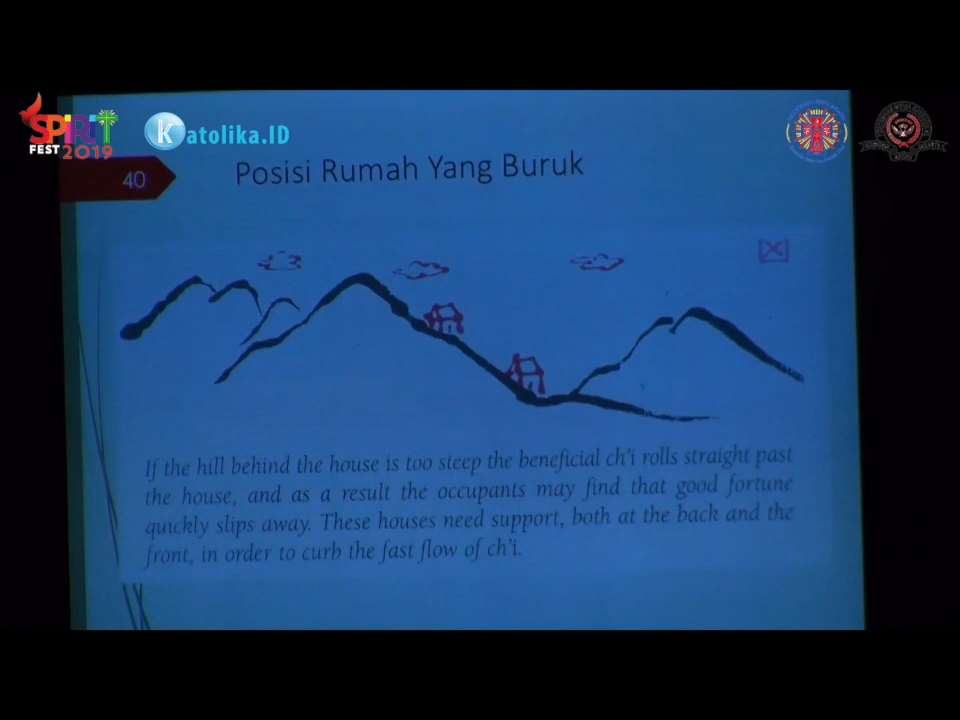 SPIRIT
FEST 2019
Katolika.ID
40
Posisi Rumah Yang Buruk
If the hill behind the house is too steep the beneficial ch'i rolls straight past
the house, and as a result the occupants may find that good fortune
quickly slips away. These houses need support, both at the back and the
front, in order to curb the fast flow of ch'i.